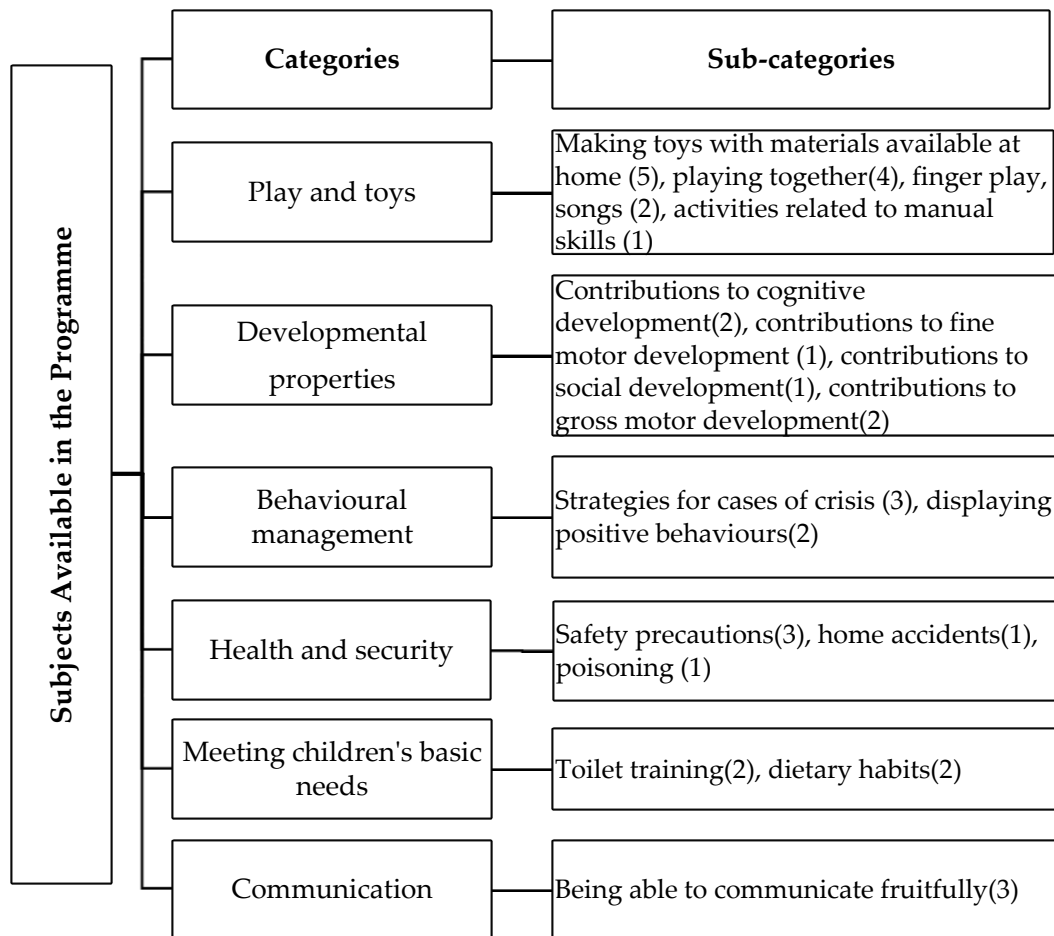 Subjects Available in the Programme
Categories
Sub-categories
Play and toys
Making toys with materials available at
home (5), playing together(4), finger play,
songs (2), activities related to manual
skills (1)
Developmental
properties
Contributions to cognitive
development(2), contributions to fine
motor development (1), contributions to
social development(1), contributions to
gross motor development(2)
Behavioural
management
Strategies for cases of crisis (3), displaying
positive behaviours(2)
Health and security
Safety precautions(3), home accidents(1),
poisoning (1)
Meeting children's basic
needs
Toilet training(2), dietary habits(2)
Communication
Being able to communicate fruitfully(3)